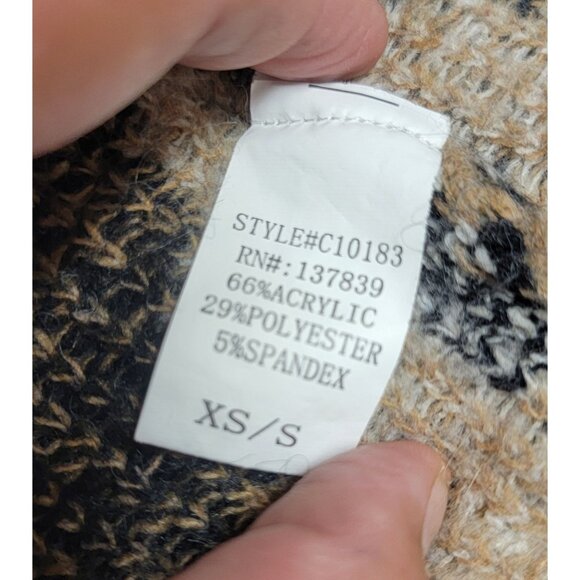 STYLE#C10183
RN#:137839
66%ACRYLIC
29%POLYESTER
5%SPANDEX
XS/S